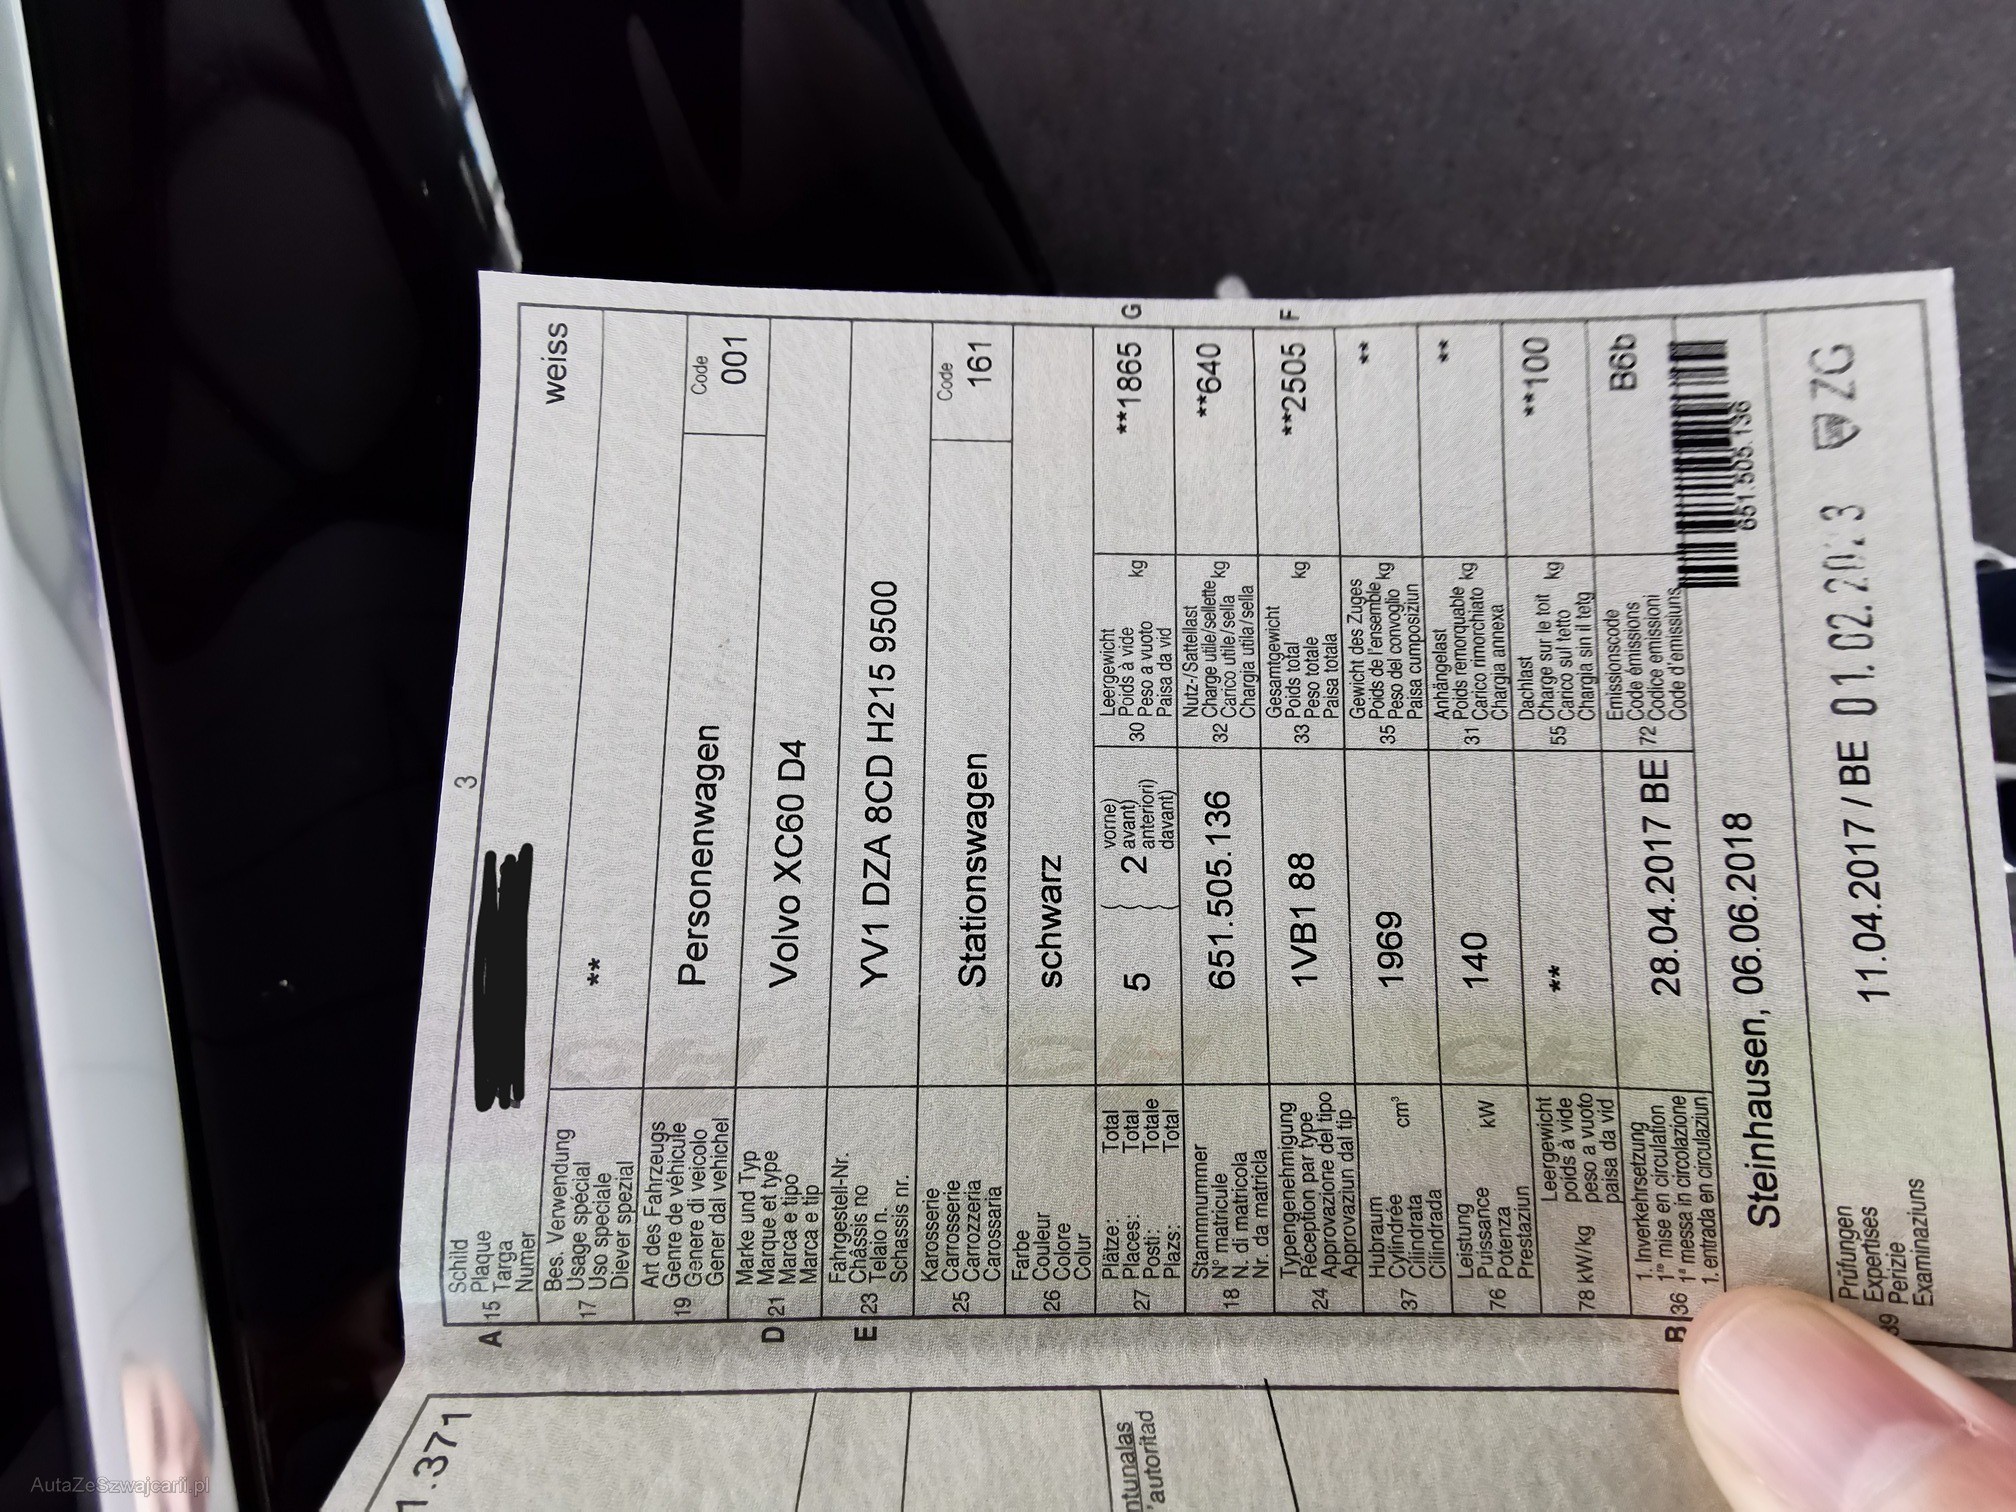 Schild
Plaque
A 15 Targa
Numer
3
weiss
Bes. Verwendung
Usage spécial
17 Uso speciale
Diever spezial
**
Art des Fahrzeugs
Genre de véhicule
19 Genere di veicolo
Gener dal vehichel
Personenwagen
Code
001
Marke und Typ
D 21 Marque et type
Marca e tipo
Marca e tip
Volvo XC60 D4
Fahrgestell-Nr.
E 23 Châssis no
Telaio n.
Schassis nr.
YV1 DZA 8CD H215 9500
Karosserie
25 Carrosserie
Carrozzeria
Carossaria
Stationswagen
Code
161
Farbe
26 Couleur
Colore
Colur
schwarz
Plätze: Total
Places: Total
27 Posti: Totale
Plazs: Total
5
2
vorne)
avant)
anteriori)
davant)
Leergewicht
30 Poids à vide
Peso a vuoto kg
Paisa da vid
**1865 G
Stammnummer
18 N° matricule
N. di matricola
Nr. da matricla
651.505.136
Nutz-/Sattellast
Charge utile/sellette kg
32 Carico utile/sella
Chargia utila/sella
**640
Typengenehmigung
Réception par type
24 Approvazione del tipo
Approvaziun dal tip
1VB1 88
Gesamtgewicht
33 Poids total kg
Peso totale
Paisa totala
**2505 F
Hubraum
37 Cylindrée cm³
Cilindrata
Cilindrada
1969
Gewicht des Zuges
35 Poids de l'ensemble kg
Peso del convoglio
Paisa cumposiziun
**
Leistung
Puissance kW
76 Potenza
Prestaziun
140
Anhängelast
31 Poids remorquable kg
Carico rimorchiato
Chargia annexa
**
78 kW/kg
Leergewicht
poids à vide
peso a vuoto
paisa da vid
**
Dachlast
55 Charge sur le toit kg
Carico sul tetto
Chargia sin il tetg
**100
1. Inverkehrsetzung
B 36 1re mise en circulation
1ª messa in circolazione
1. entrada en circulaziun
28.04.2017 BE
Emissionscode
Code émissions
72 Codice emissioni
Code d'emissiuns
B6b
651.505.136
Steinhausen, 06.06.2018
Prüfungen
39 Expertises
Perizie
Examinaziuns
11.04.2017 / BE 01.02.2023 ZG
1.371
ntunalas
'autoritad
AutaZeSzwajcarii.pl